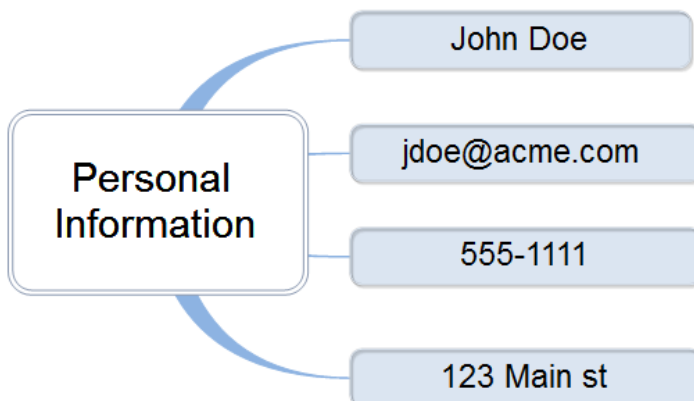 Personal
Information
John Doe
jdoe@acme.com
555-1111
123 Main st